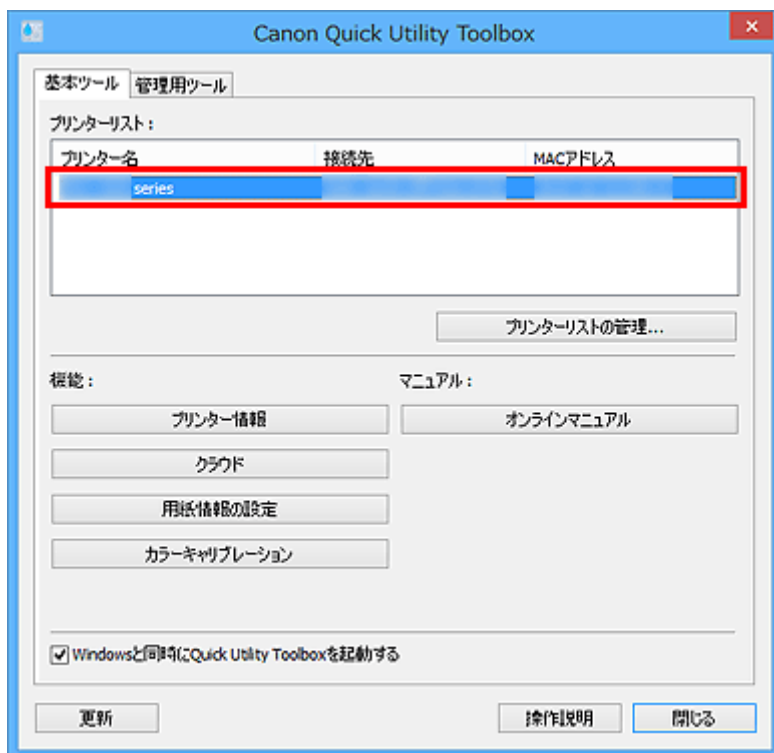 Canon Quick Utility Toolbox
基本ツール 管理用ツール
プリンターリスト：
プリンター名 接続先 MACアドレス
series
プリンターリストの管理...
機能： マニュアル：
プリンター情報 オンラインマニュアル
クラウド
用紙情報の設定
カラーキャリブレーション
Windowsと同時にQuick Utility Toolboxを起動する
更新 操作説明 閉じる